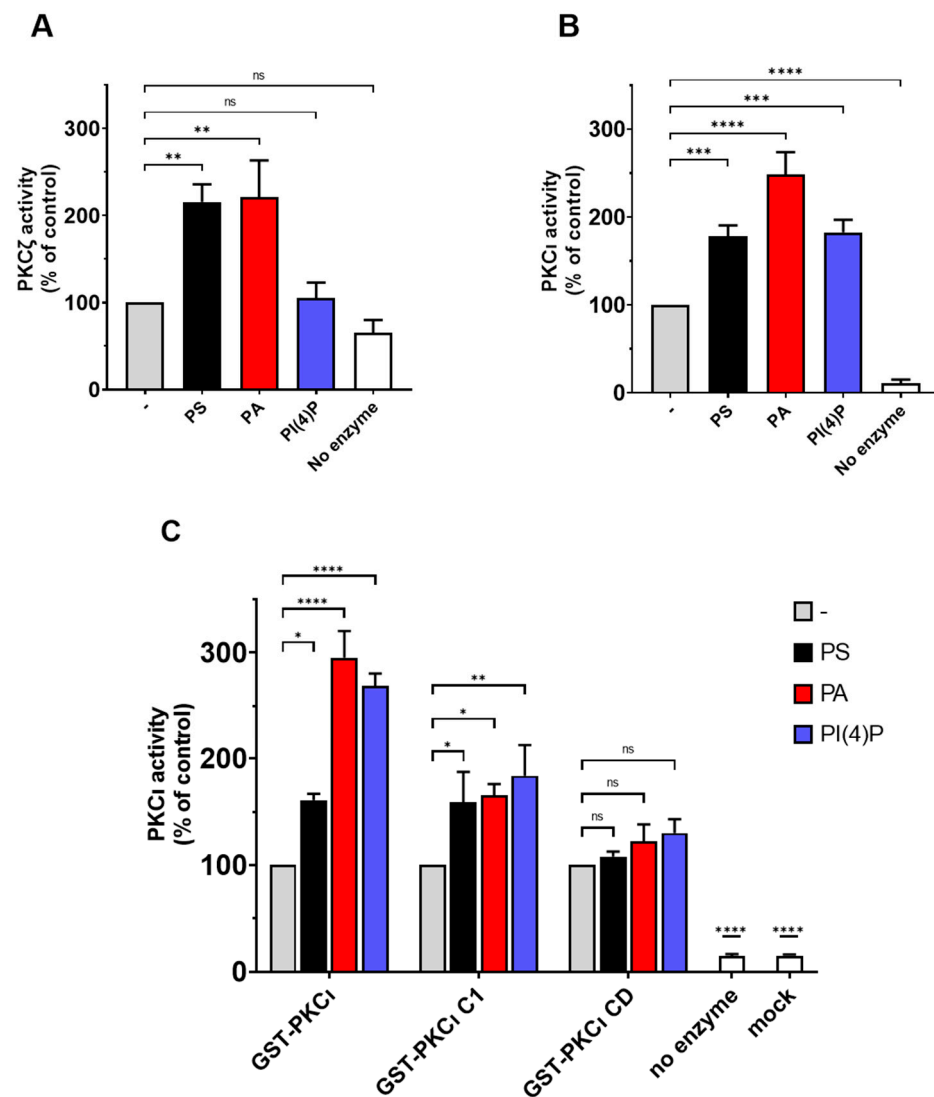 A
B
ns
ns
**
**
PKCζ activity
(% of control)
300
200
100
0
-
PS
PA
PI(4)P
No enzyme
****
***
****
***
PKCι activity
(% of control)
300
200
100
0
-
PS
PA
PI(4)P
No enzyme
C
****
****
*
**
*
*
ns
ns
ns
****
****
PKCι activity
(% of control)
300
200
100
0
GST-PKCι
GST-PKCι C1
GST-PKCι CD
no enzyme
mock
-
PS
PA
PI(4)P